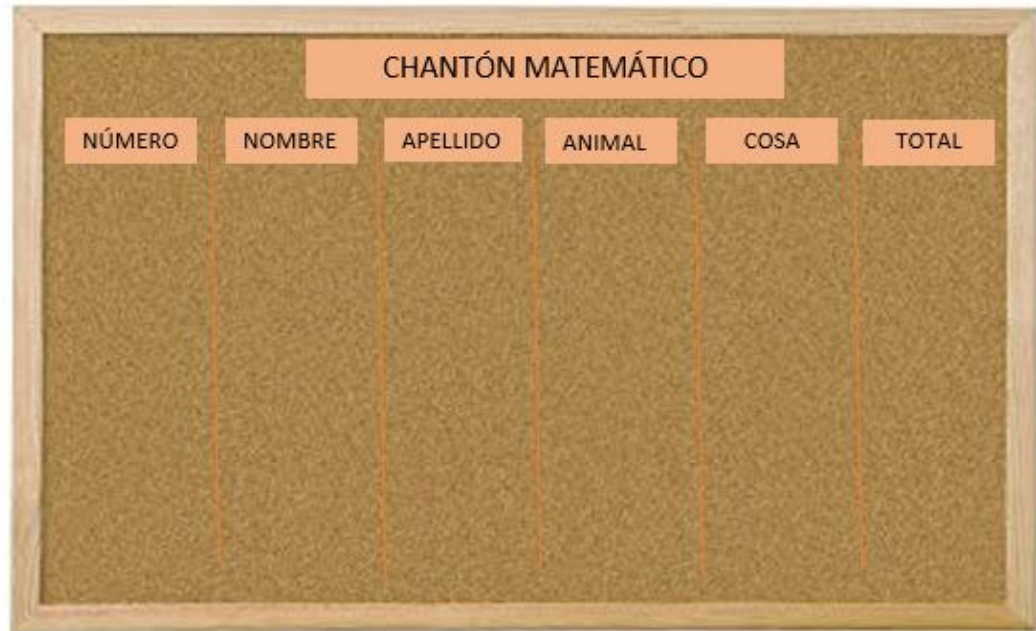 CHANTÓN MATEMÁTICO
NÚMERO NOMBRE APELLIDO ANIMAL COSA TOTAL